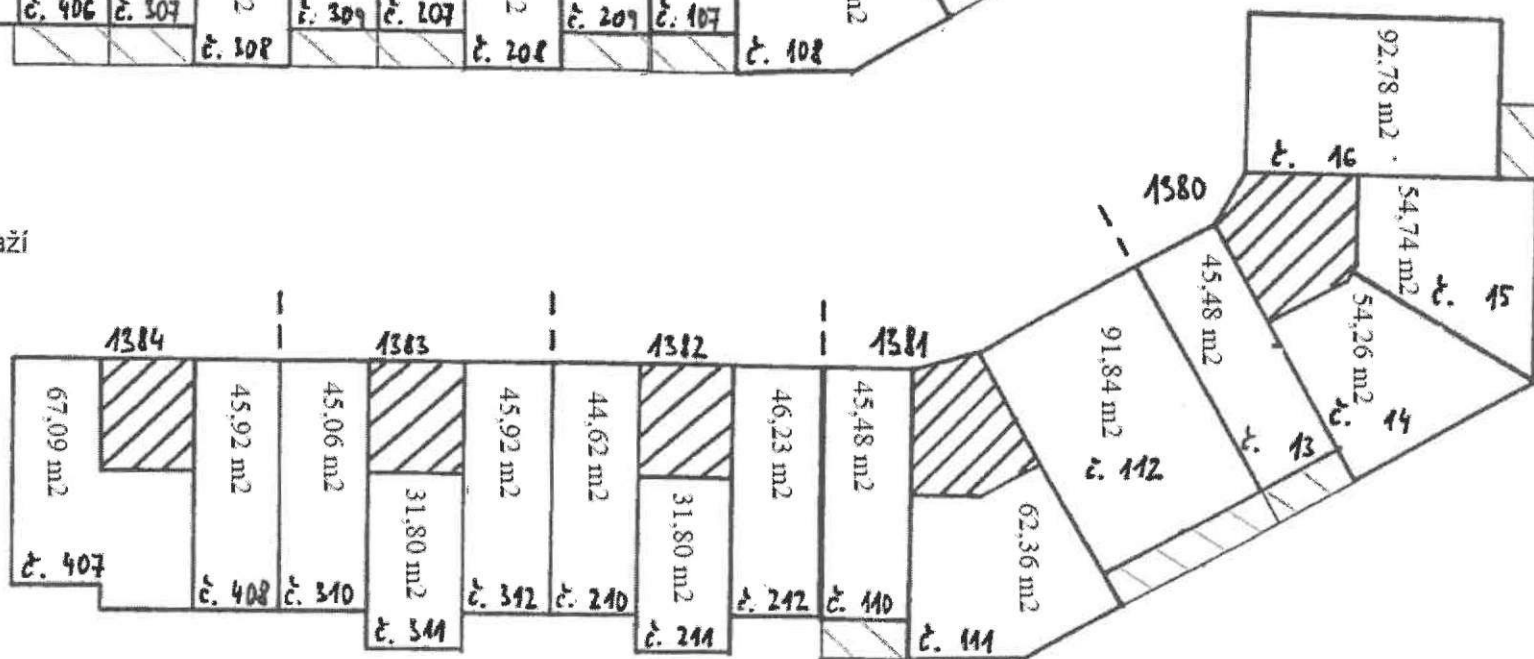 č. 406
č. 307
č. 308
č. 309
č. 207
č. 208
č. 209
č. 107
č. 108
92,78 m2
č. 16
1380
54,74 m2
č. 15
aží
45,48 m2
54,26 m2
1384
1383
1382
1381
91,84 m2
č. 13
č. 14
67,09 m2
45,92 m2
45,06 m2
45,92 m2
44,62 m2
46,23 m2
45,48 m2
č. 112
31,80 m2
31,80 m2
62,36 m2
č. 407
č. 408
č. 310
č. 312
č. 210
č. 212
č. 110
č. 311
č. 211
č. 111